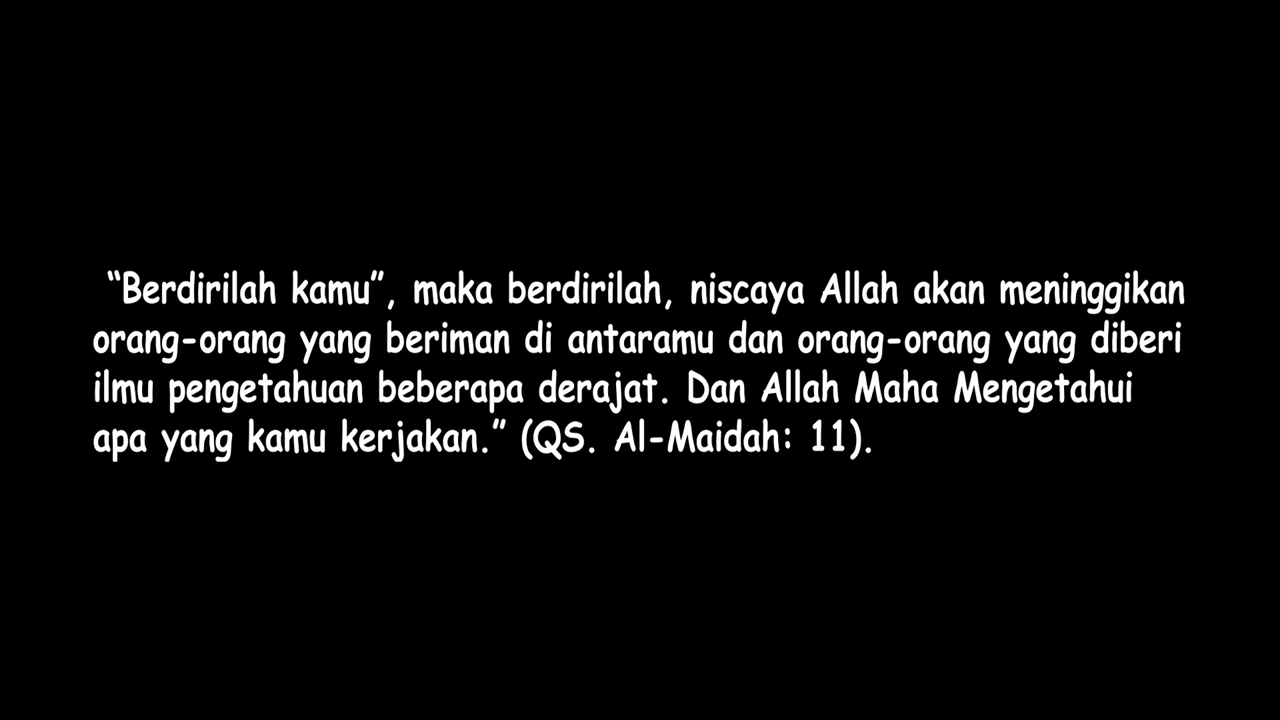 “Berdirilah kamu”, maka berdirilah, niscaya Allah akan meninggikan
orang-orang yang beriman di antaramu dan orang-orang yang diberi
ilmu pengetahuan beberapa derajat. Dan Allah Maha Mengetahui
apa yang kamu kerjakan.” (QS. Al-Maidah: 11).